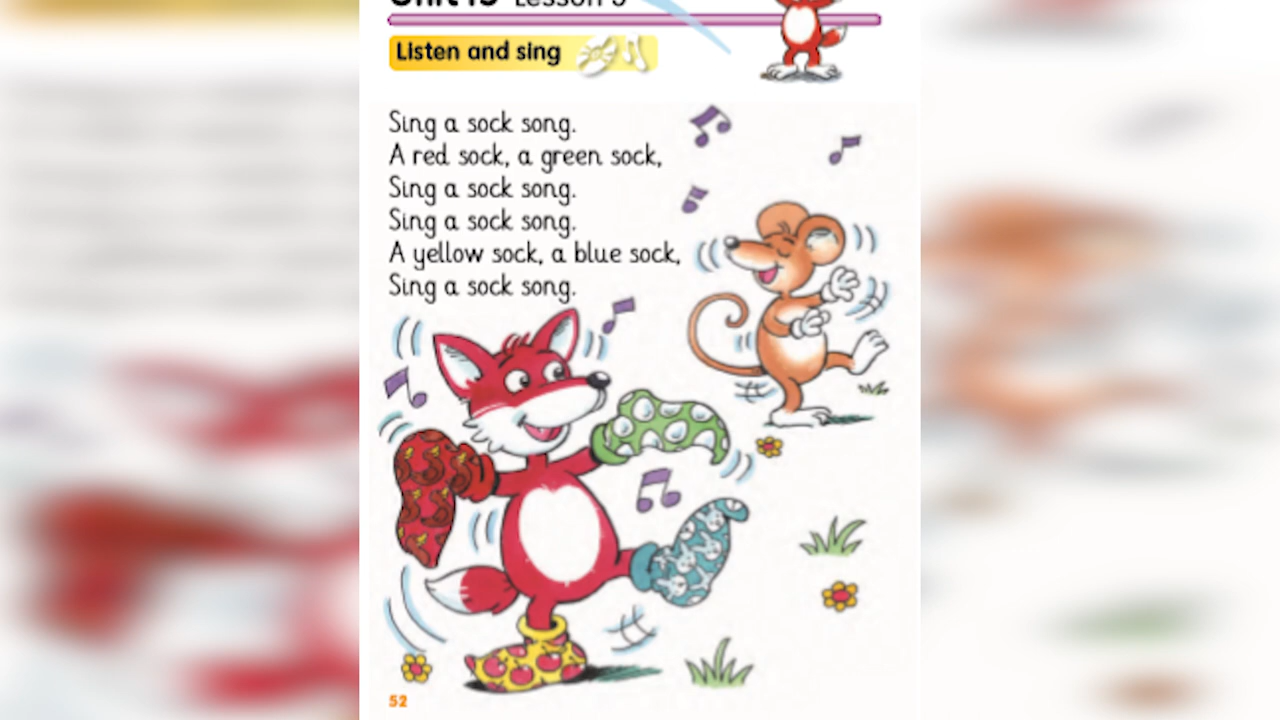 Lesson
Listen and sing
Sing a sock song.
A red sock, a green sock,
Sing a sock song.
Sing a sock song.
A yellow sock, a blue sock,
Sing a sock song.
52